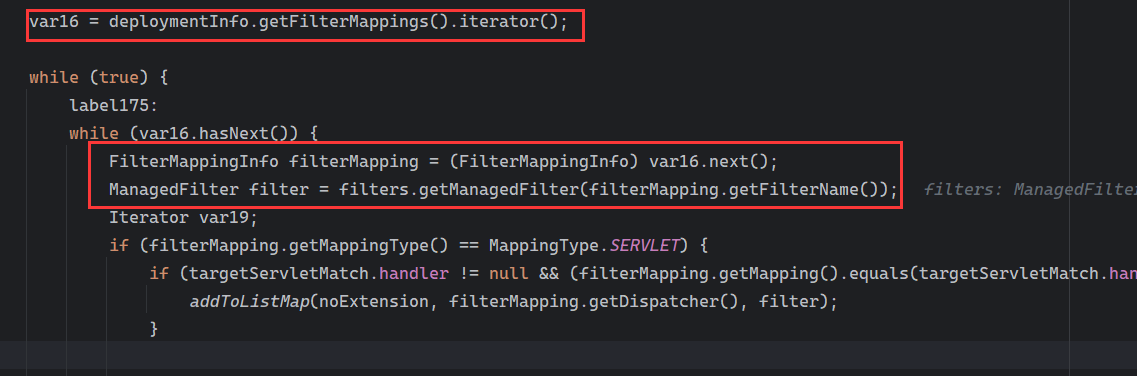 var16 = deploymentInfo.getFilterMappings().iterator();
while (true) {
label175:
while (var16.hasNext()) {
FilterMappingInfo filterMapping = (FilterMappingInfo) var16.next();
ManagedFilter filter = filters.getManagedFilter(filterMapping.getFilterName()); filters: ManagedFilter
Iterator var19;
if (filterMapping.getMappingType() == MappingType.SERVLET) {
if (targetServletMatch.handler != null && (filterMapping.getMapping().equals(targetServletMatch.han
addToListMap(noExtension, filterMapping.getDispatcher(), filter);
}